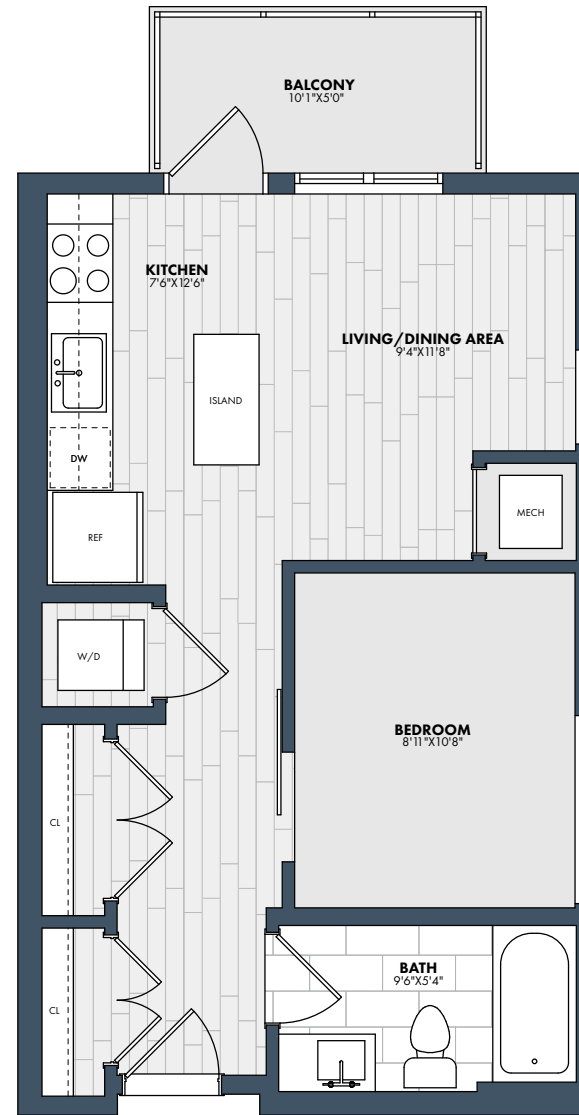 BALCONY
10'1"X5'0"
KITCHEN
7'6"X12'6"
LIVING/DINING AREA
9'4"X11'8"
ISLAND
DW
MECH
REF
W/D
BEDROOM
8'11"X10'8"
CL
BATH
9'6"X5'4"
CL